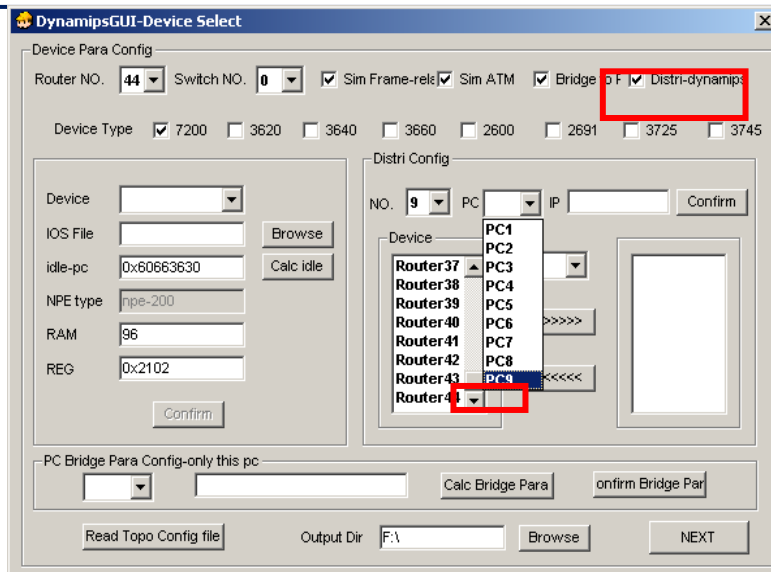 DynamipsGUI-Device Select
Device Para Config
Router NO. 44 Switch NO. 0 Sim Frame-rela Sim ATM Bridge to F Distri-dynamips
Device Type 7200 3620 3640 3660 2600 2691 3725 3745
Distri Config
NO. 9 PC IP Confirm
Device
IOS File Browse
idle-pc 0x60663630 Calc idle
NPE type npe-200
RAM 96
REG 0x2102
Confirm
Device
Router37
Router38
Router39
Router40
Router41
Router42
Router43
Router44
PC1
PC2
PC3
PC4
PC5
PC6
PC7
PC8
PC9
>>>>>
<<<<<
PC Bridge Para Config-only this pc
Calc Bridge Para onfirm Bridge Par
Read Topo Config file Output Dir F:\ Browse NEXT